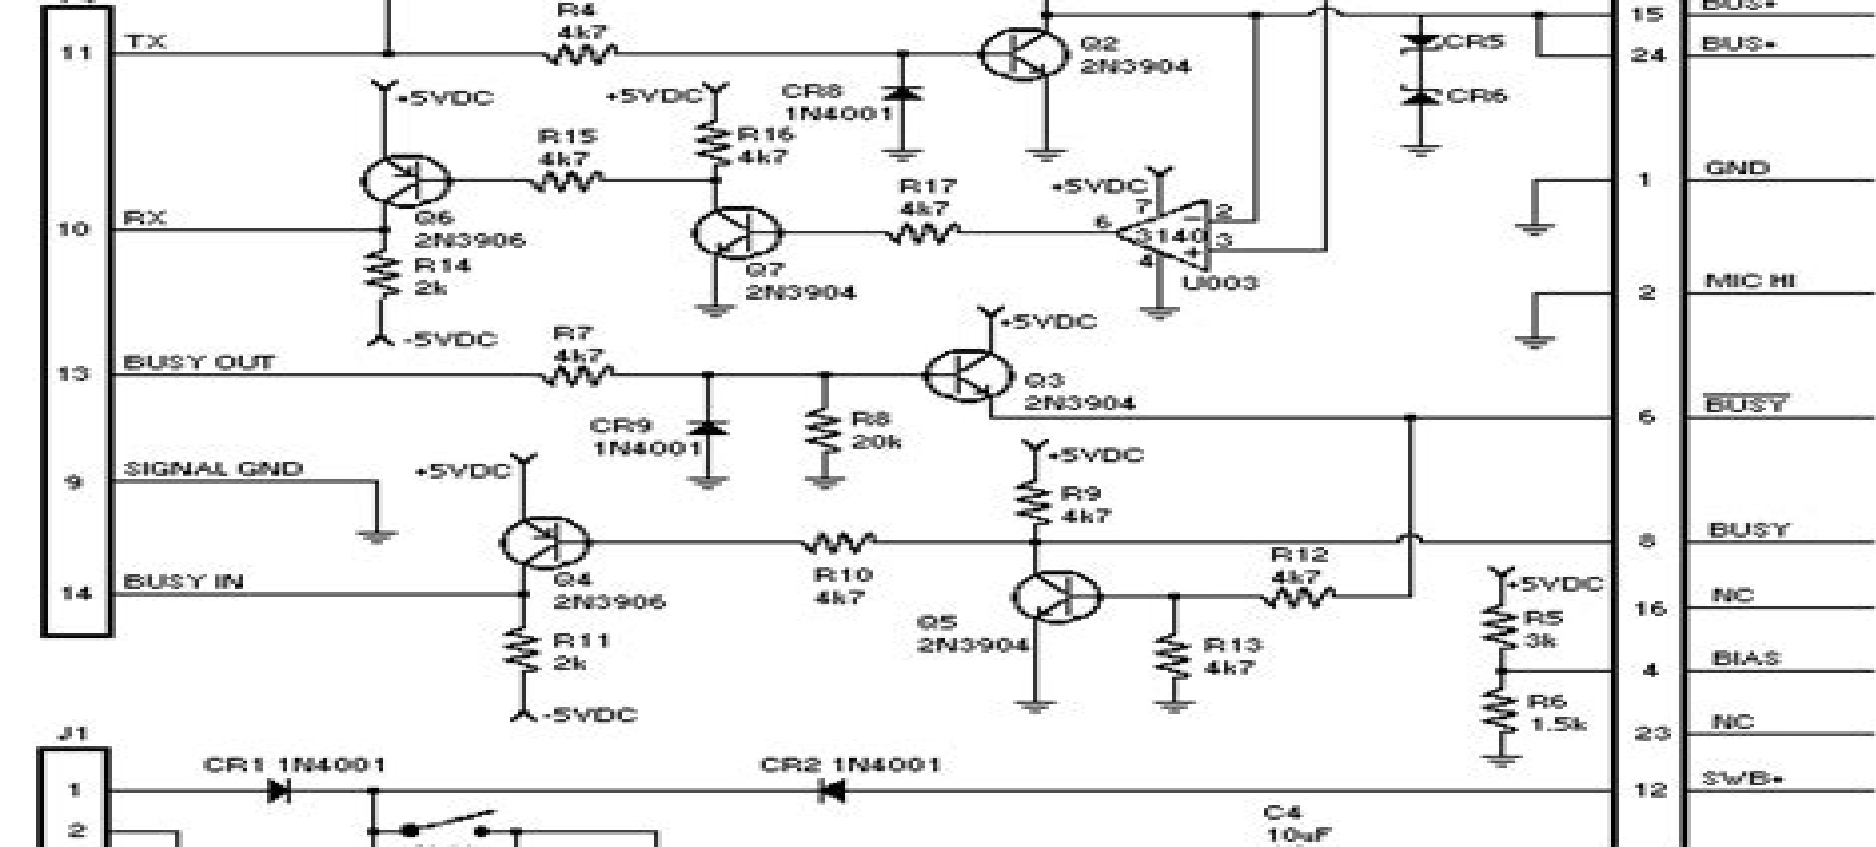 R4
4k7
15
BUS+
11
TX
Q2
2N3904
CR5
24
BUS-
+5VDC
+5VDC
CR8
1N4001
CR6
R15
4k7
R16
4k7
GND
1
R17
4k7
+5VDC
7
2
6
3140
3
4
U003
10
RX
Q6
2N3906
R14
2k
Q7
2N3904
MIC HI
2
-5VDC
+5VDC
R7
4k7
13
BUSY OUT
Q3
2N3904
BUSY
6
CR9
1N4001
R8
20k
+5VDC
SIGNAL GND
9
+5VDC
R9
4k7
BUSY
8
R12
4k7
14
BUSY IN
Q4
2N3906
R10
4k7
+5VDC
NC
16
Q5
2N3904
R5
3k
R11
2k
R13
4k7
BIAS
4
-5VDC
R6
1.5k
NC
23
J1
CR1 1N4001
CR2 1N4001
SWB+
1
12
C4
10uF
2